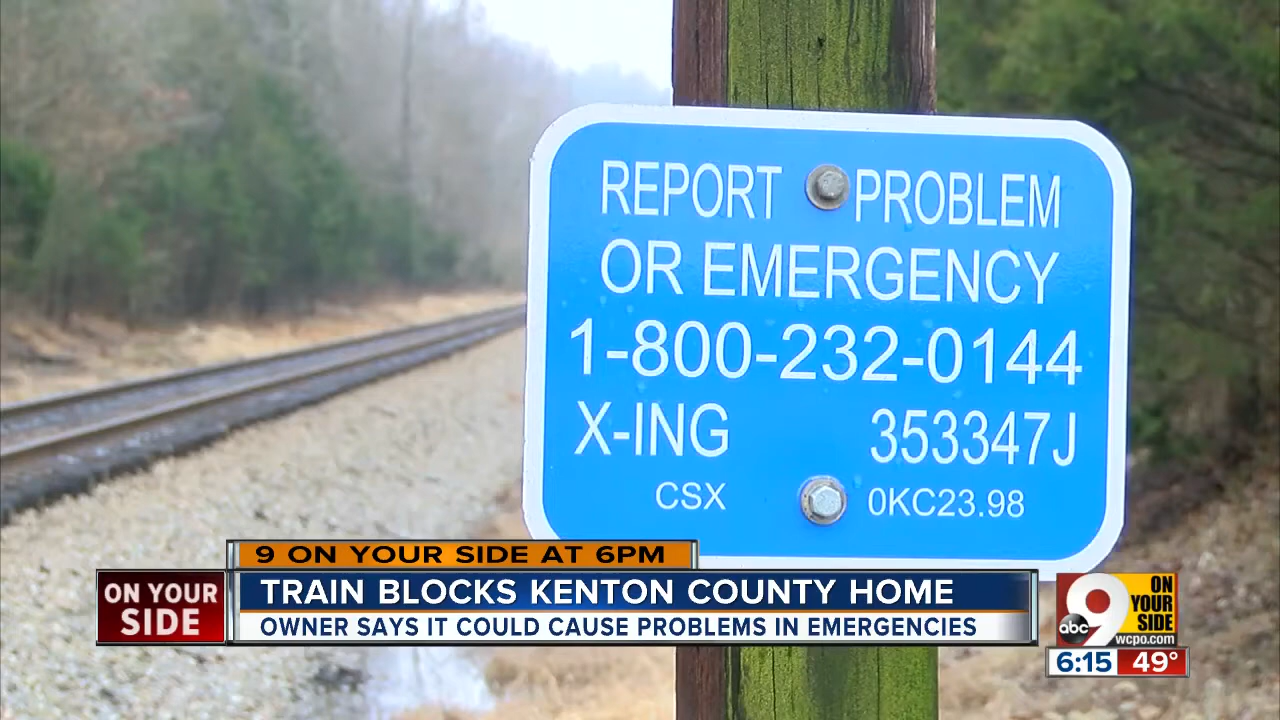 REPORT PROBLEM
OR EMERGENCY
1-800-232-0144
X-ING 353347J
CSX 0KC23.98
9 ON YOUR SIDE AT 6PM
ON YOUR
SIDE
TRAIN BLOCKS KENTON COUNTY HOME
OWNER SAYS IT COULD CAUSE PROBLEMS IN EMERGENCIES
abc 9 ON
YOUR
SIDE
wcpo.com
6:15 49°